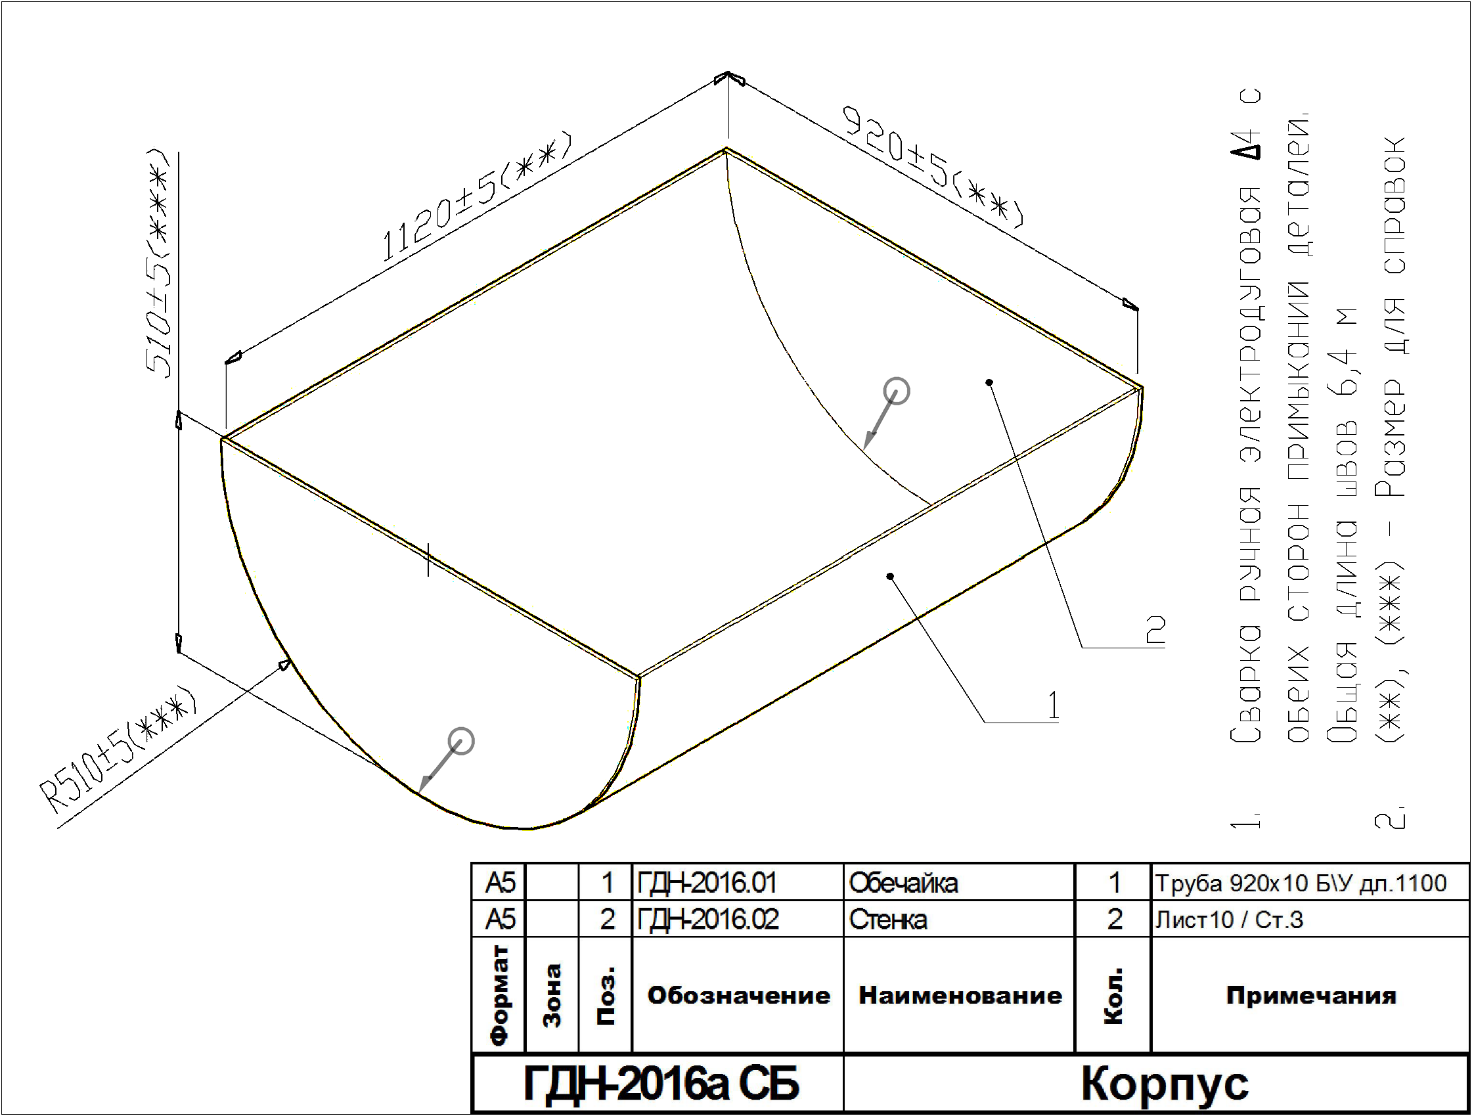 1120±5(**)
920±5(**)
510±5(***)
R510±5(***)
1
2
1. Сварка ручная электродуговая Δ4 с
обеих сторон примыкании деталей.
Общая длина швов 6,4 м
2. (**), (***) - Размер для справок
А5 1 ГДН-2016.01 Обечайка 1 Труба 920х10 Б\У дл.1100
А5 2 ГДН-2016.02 Стенка 2 Лист10 / Ст.3
Формат Зона Поз. Обозначение Наименование Кол. Примечания
ГДН-2016а СБ Корпус